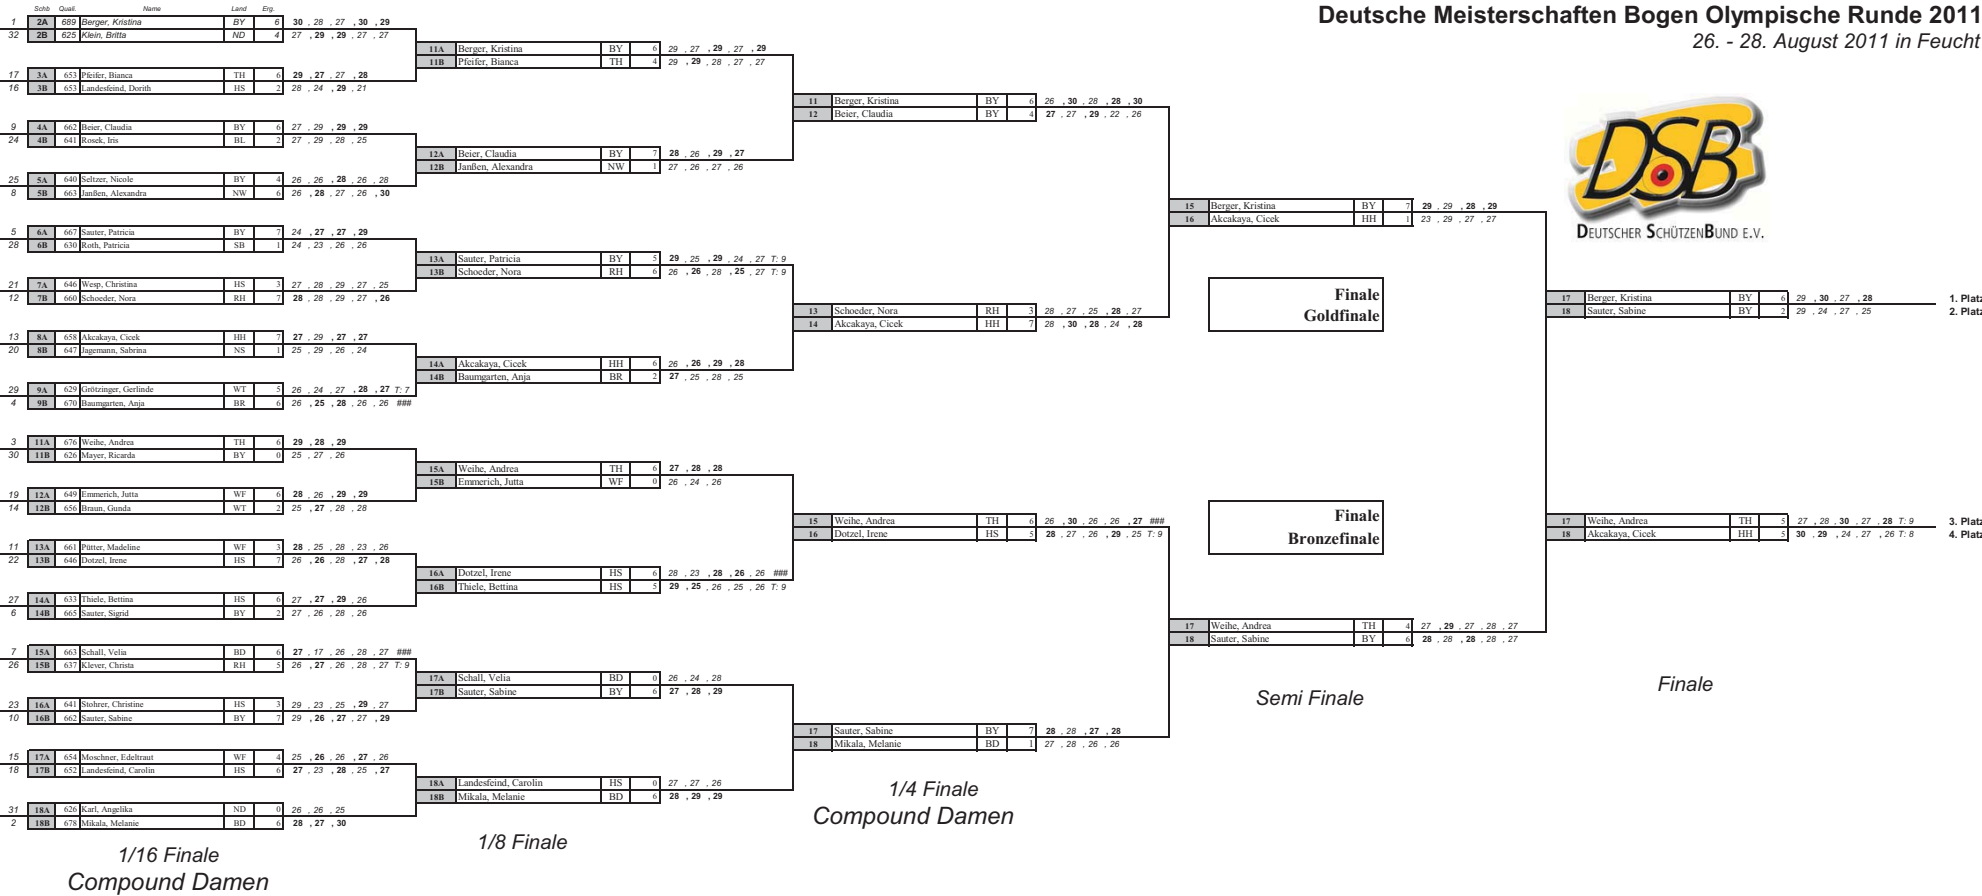 Deutsche Meisterschaften Bogen Olympische Runde 2011
26. - 28. August 2011 in Feucht
DSB
DEUTSCHER SCHÜTZENBUND E.V.
Schb Quali. Name Land Erg.
1 2A 689 Berger, Kristina BY 6 30 , 28 , 27 , 30 , 29
32 2B 625 Klein, Britta ND 4 27 , 29 , 29 , 27 , 27
17 3A 653 Pfeifer, Bianca TH 6 29 , 27 , 27 , 28
16 3B 653 Landesfeind, Dorith HS 2 28 , 24 , 29 , 21
9 4A 662 Beier, Claudia BY 6 27 , 29 , 29 , 29
24 4B 641 Rosek, Iris BL 2 27 , 29 , 28 , 25
25 5A 640 Seltzer, Nicole BY 4 26 , 26 , 28 , 26 , 28
8 5B 663 Janßen, Alexandra NW 6 26 , 28 , 27 , 26 , 30
5 6A 667 Sauter, Patricia BY 7 24 , 27 , 27 , 29
28 6B 630 Roth, Patricia SB 1 24 , 23 , 26 , 26
21 7A 646 Wesp, Christina HS 3 27 , 28 , 29 , 27 , 25
12 7B 660 Schoeder, Nora RH 7 28 , 28 , 29 , 27 , 26
13 8A 658 Akcakaya, Cicek HH 7 27 , 29 , 27 , 27
20 8B 647 Jagemann, Sabrina NS 1 25 , 29 , 26 , 24
29 9A 629 Grötzinger, Gerlinde WT 5 26 , 24 , 27 , 28 , 27 T: 7
4 9B 670 Baumgarten, Anja BR 6 26 , 25 , 28 , 26 , 26 ###
3 11A 676 Weihe, Andrea TH 6 29 , 28 , 29
30 11B 626 Mayer, Ricarda BY 0 25 , 27 , 26
19 12A 649 Emmerich, Jutta WF 6 28 , 26 , 29 , 29
14 12B 656 Braun, Gunda WT 2 25 , 27 , 28 , 28
11 13A 661 Pütter, Madeline WF 3 28 , 25 , 28 , 23 , 26
22 13B 646 Dotzel, Irene HS 7 26 , 26 , 28 , 27 , 28
27 14A 633 Thiele, Bettina HS 6 27 , 27 , 29 , 26
6 14B 665 Sauter, Sigrid BY 2 27 , 26 , 28 , 26
7 15A 663 Schall, Velia BD 6 27 , 17 , 26 , 28 , 27 ###
26 15B 637 Klever, Christa RH 5 26 , 27 , 26 , 28 , 27 T: 9
23 16A 641 Stohrer, Christine HS 3 29 , 23 , 25 , 29 , 27
10 16B 662 Sauter, Sabine BY 7 29 , 26 , 27 , 27 , 29
15 17A 654 Moschner, Edeltraut WF 4 25 , 26 , 26 , 27 , 26
18 17B 652 Landesfeind, Carolin HS 6 27 , 23 , 28 , 25 , 27
31 18A 626 Karl, Angelika ND 0 26 , 26 , 25
2 18B 678 Mikala, Melanie BD 6 28 , 27 , 30
1/16 Finale
Compound Damen
11A Berger, Kristina BY 6 29 , 27 , 29 , 27 , 29
11B Pfeifer, Bianca TH 4 29 , 29 , 28 , 27 , 27
12A Beier, Claudia BY 7 28 , 26 , 29 , 27
12B Janßen, Alexandra NW 1 27 , 26 , 27 , 26
13A Sauter, Patricia BY 5 29 , 25 , 29 , 24 , 27 T: 9
13B Schoeder, Nora RH 6 26 , 26 , 28 , 25 , 27 T: 9
14A Akcakaya, Cicek HH 6 26 , 26 , 29 , 28
14B Baumgarten, Anja BR 2 27 , 25 , 28 , 25
15A Weihe, Andrea TH 6 27 , 28 , 28
15B Emmerich, Jutta WF 0 26 , 24 , 26
16A Dotzel, Irene HS 6 28 , 23 , 28 , 26 , 26 ###
16B Thiele, Bettina HS 5 29 , 25 , 26 , 25 , 26 T: 9
17A Schall, Velia BD 0 26 , 24 , 28
17B Sauter, Sabine BY 6 27 , 28 , 29
18A Landesfeind, Carolin HS 0 27 , 27 , 26
18B Mikala, Melanie BD 6 28 , 29 , 29
1/8 Finale
11 Berger, Kristina BY 6 26 , 30 , 28 , 28 , 30
12 Beier, Claudia BY 4 27 , 27 , 29 , 22 , 26
13 Schoeder, Nora RH 3 28 , 27 , 25 , 28 , 27
14 Akcakaya, Cicek HH 7 28 , 30 , 28 , 24 , 28
15 Weihe, Andrea TH 6 26 , 30 , 26 , 26 , 27 ###
16 Dotzel, Irene HS 5 28 , 27 , 26 , 29 , 25 T: 9
17 Sauter, Sabine BY 7 28 , 28 , 27 , 28
18 Mikala, Melanie BD 1 27 , 28 , 26 , 26
1/4 Finale
Compound Damen
15 Berger, Kristina BY 7 29 , 29 , 28 , 29
16 Akcakaya, Cicek HH 1 23 , 29 , 27 , 27
Finale
Goldfinale
Finale
Bronzefinale
17 Weihe, Andrea TH 4 27 , 29 , 27 , 28 , 27
18 Sauter, Sabine BY 6 28 , 28 , 28 , 28 , 27
Semi Finale
17 Berger, Kristina BY 6 29 , 30 , 27 , 28 1. Platz
18 Sauter, Sabine BY 2 29 , 24 , 27 , 25 2. Platz
17 Weihe, Andrea TH 5 27 , 28 , 30 , 27 , 28 T: 9 3. Platz
18 Akcakaya, Cicek HH 5 30 , 29 , 24 , 27 , 26 T: 8 4. Platz
Finale